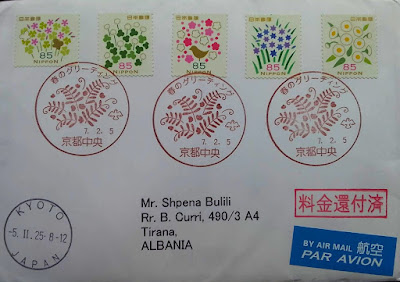 日本郵便
85
NIPPON
日本郵便
85
NIPPON
日本郵便
85
NIPPON
日本郵便
85
NIPPON
日本郵便
85
NIPPON
春のグリーティング
7. 2. 5
京都中央
春のグリーティング
7. 2. 5
京都中央
春のグリーティング
7. 2. 5
京都中央
Mr. Shpena Bulili
Rr. B. Curri, 490/3 A4
Tirana,
ALBANIA
料金還付済
KYOTO
-5. II. 25. 8-12
JAPAN
BY AIR MAIL 航空
PAR AVION